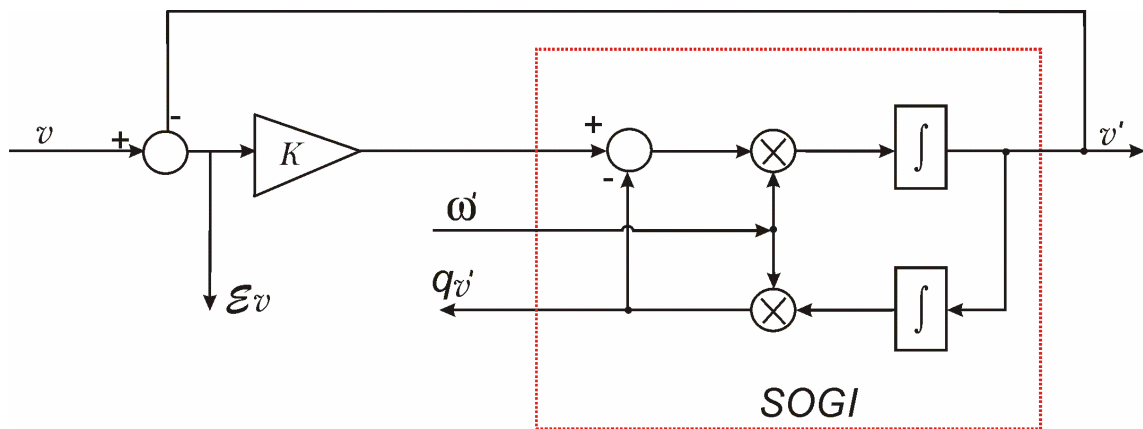 v
+
-
K
+
-
∫
v'
ω'
qv'
εv
∫
SOGI